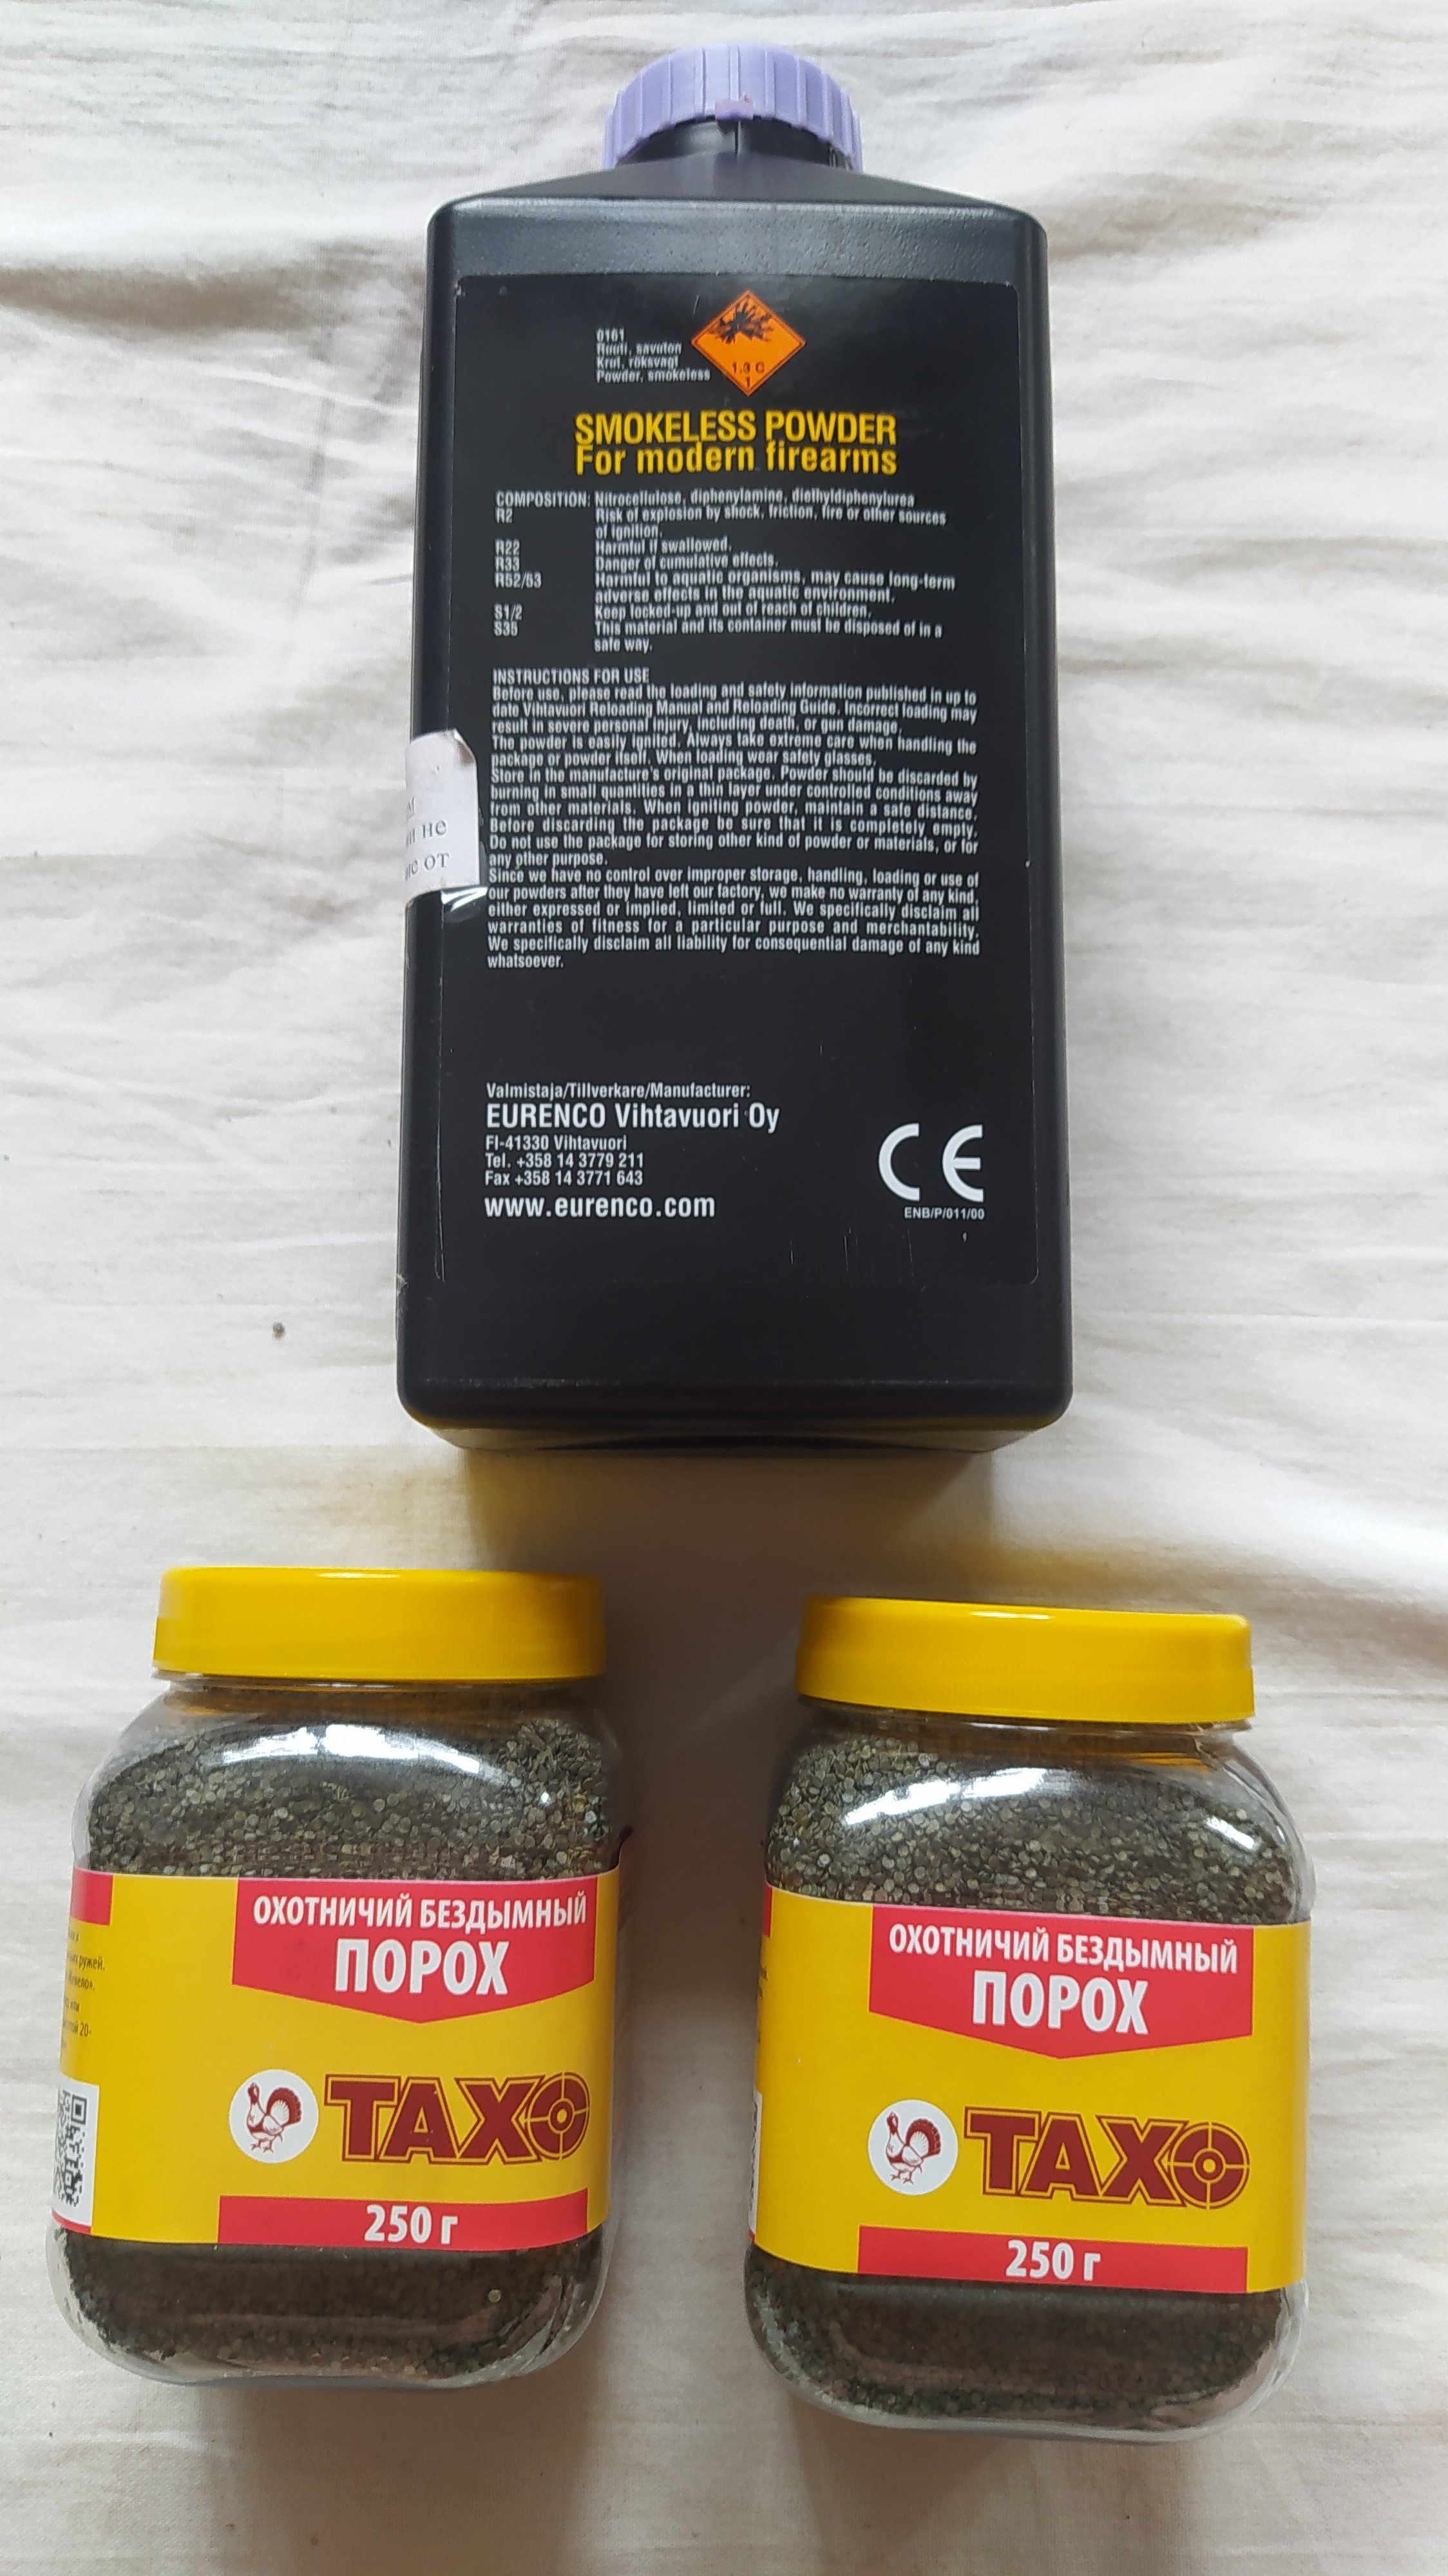 0161
Ruuti, savuton
Krut, röksvagt
Powder, smokeless
1.3 C
1
SMOKELESS POWDER
For modern firearms
COMPOSITION: Nitrocellulose, diphenylamine, diethyldiphenylurea
R2 Risk of explosion by shock, friction, fire or other sources
of ignition.
R22 Harmful if swallowed.
R33 Danger of cumulative effects.
R52/53 Harmful to aquatic organisms, may cause long-term
adverse effects in the aquatic environment.
S1/2 Keep locked-up and out of reach of children.
S35 This material and its container must be disposed of in a
safe way.
INSTRUCTIONS FOR USE
Before use, please read the loading and safety information published in up to
date Vihtavuori Reloading Manual and Reloading Guide. Incorrect loading may
result in severe personal injury, including death, or gun damage.
The powder is easily ignited. Always take extreme care when handling the
package or powder itself. When loading wear safety glasses.
Store in the manufacture's original package. Powder should be discarded by
burning in small quantities in a thin layer under controlled conditions away
from other materials. When igniting powder, maintain a safe distance.
Before discarding the package be sure that it is completely empty.
Do not use the package for storing other kind of powder or materials, or for
any other purpose.
Since we have no control over improper storage, handling, loading or use of
our powders after they have left our factory, we make no warranty of any kind,
either expressed or implied, limited or full. We specifically disclaim all
warranties of fitness for a particular purpose and merchantability.
We specifically disclaim all liability for consequential damage of any kind
whatsoever.
не
от
Valmistaja/Tillverkare/Manufacturer:
EURENCO Vihtavuori Oy
FI-41330 Vihtavuori
Tel. +358 14 3779 211
Fax +358 14 3771 643
www.eurenco.com
CE
ENB/P/011/00
ОХОТНИЧИЙ БЕЗДЫМНЫЙ
ПОРОХ
ТАХО
250 г
ружей.
20-
ОХОТНИЧИЙ БЕЗДЫМНЫЙ
ПОРОХ
ТАХО
250 г